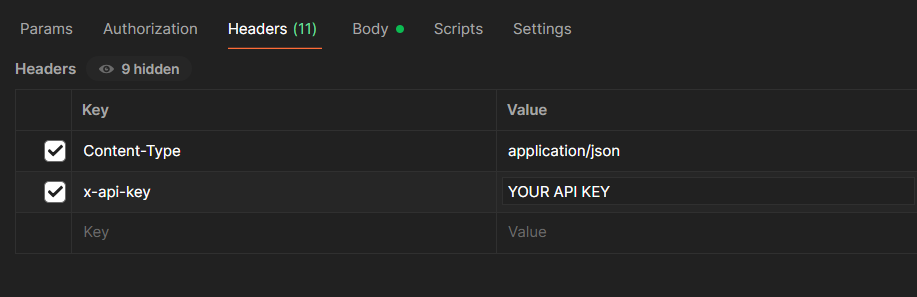 Params Authorization Headers (11) Body Scripts Settings
Headers 9 hidden
Key Value
Content-Type application/json
x-api-key YOUR API KEY
Key Value